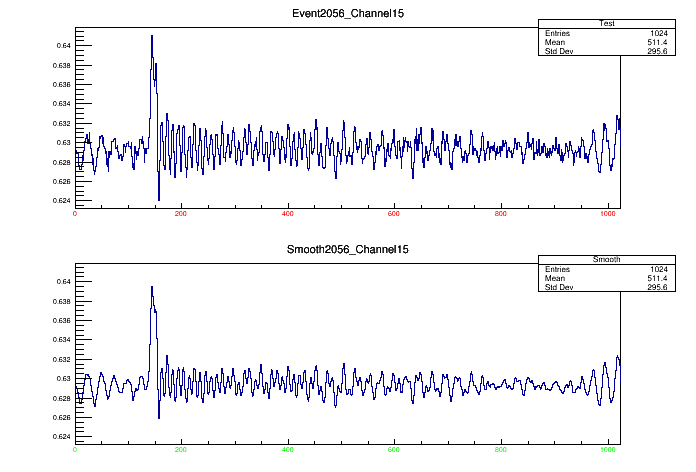 Event2056_Channel15
Test
Entries 1024
Mean 511.4
Std Dev 295.6
0.64
0.638
0.636
0.634
0.632
0.63
0.628
0.626
0.624
0 200 400 600 800 1000
Smooth2056_Channel15
Smooth
Entries 1024
Mean 511.4
Std Dev 295.6
0.64
0.638
0.636
0.634
0.632
0.63
0.628
0.626
0.624
0 200 400 600 800 1000